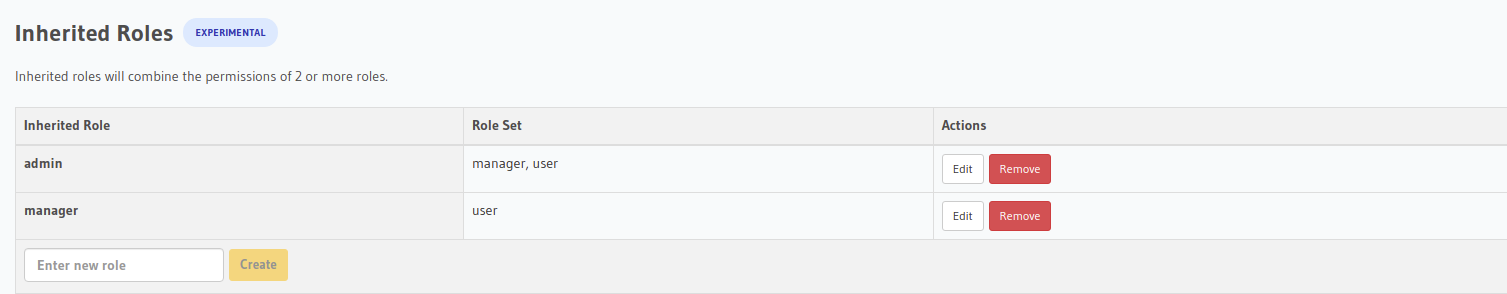 Inherited Roles EXPERIMENTAL
Inherited roles will combine the permissions of 2 or more roles.
Inherited Role Role Set Actions
admin manager, user Edit Remove
manager user Edit Remove
Enter new role Create